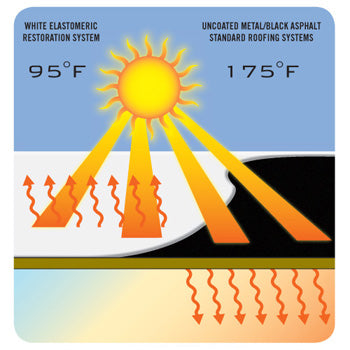 WHITE ELASTOMERIC
RESTORATION SYSTEM
95°F
UNCOATED METAL/BLACK ASPHALT
STANDARD ROOFING SYSTEMS
175°F